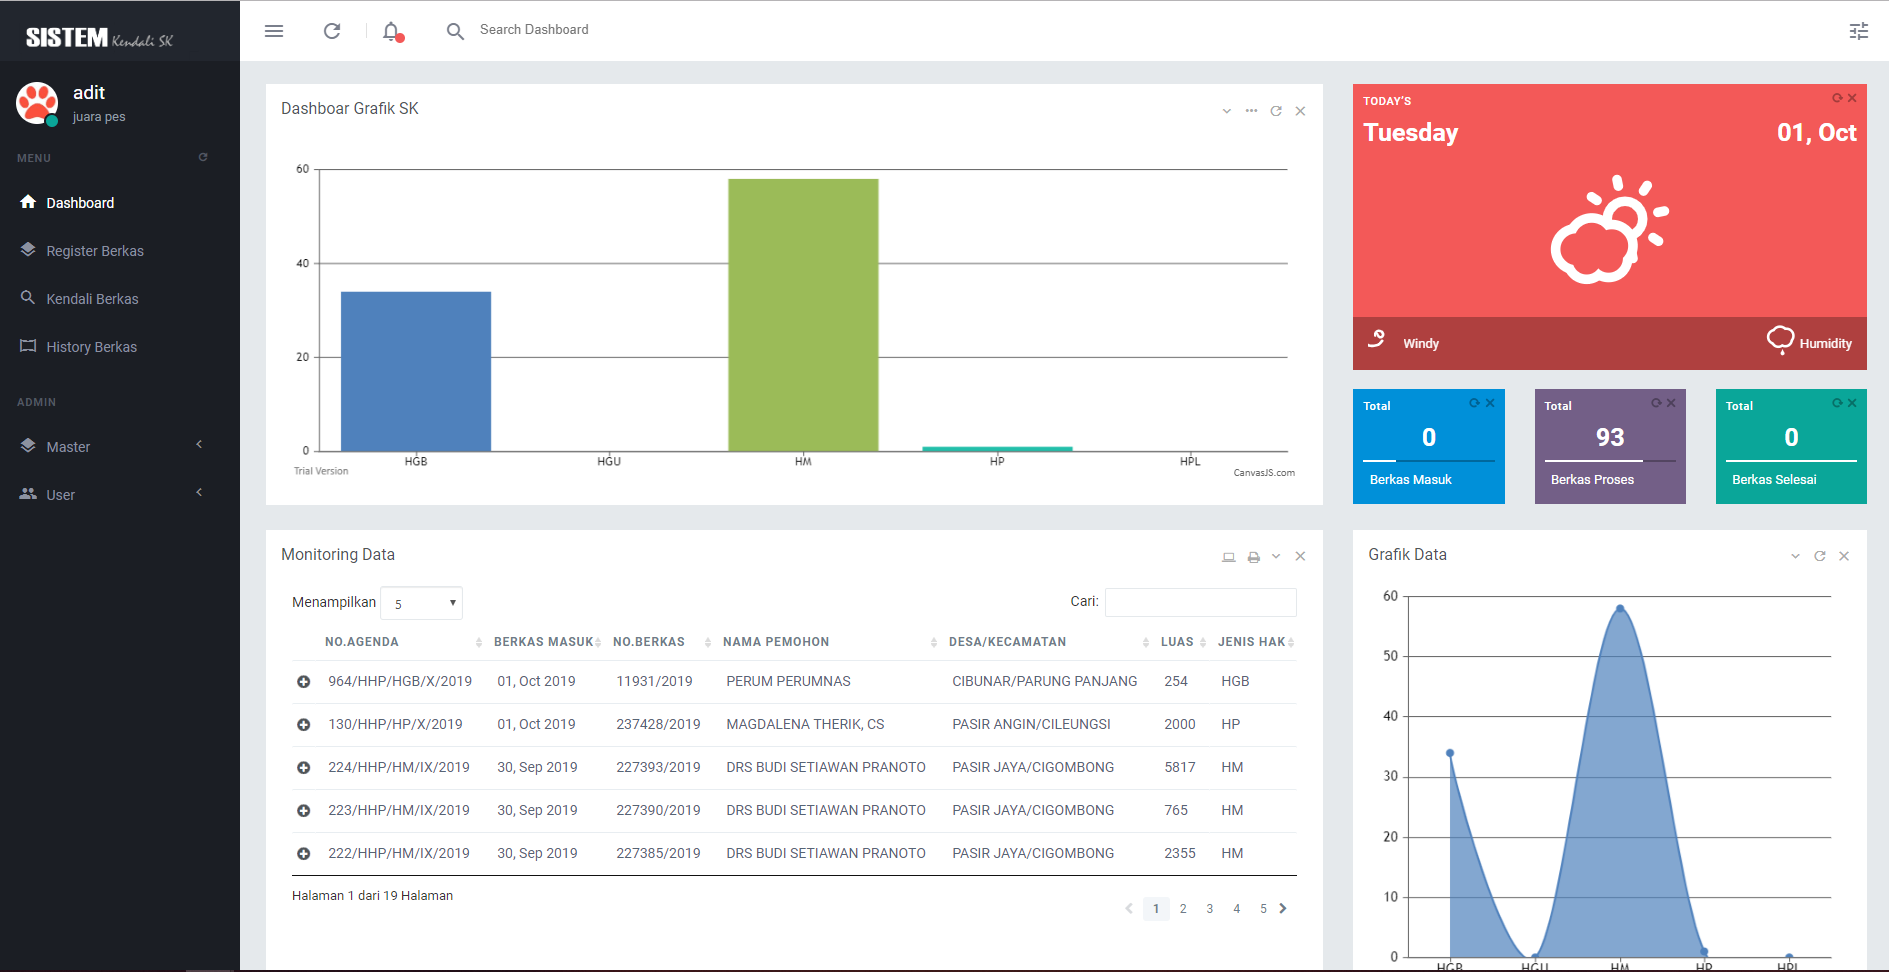 SISTEM Kendali SK
Search Dashboard
adit
juara pes
MENU
Dashboard
Register Berkas
Kendali Berkas
History Berkas
ADMIN
Master
User
Dashboar Grafik SK
60
40
20
0
HGB HGU HM HP HPL
Trial Version
CanvasJS.com
TODAY'S
Tuesday 01, Oct
Windy Humidity
Total
0
Berkas Masuk
Total
93
Berkas Proses
Total
0
Berkas Selesai
Monitoring Data
Menampilkan 5
Cari:
NO.AGENDA BERKAS MASUK NO.BERKAS NAMA PEMOHON DESA/KECAMATAN LUAS JENIS HAK
964/HHP/HGB/X/2019 01, Oct 2019 11931/2019 PERUM PERUMNAS CIBUNAR/PARUNG PANJANG 254 HGB
130/HHP/HP/X/2019 01, Oct 2019 237428/2019 MAGDALENA THERIK, CS PASIR ANGIN/CILEUNGSI 2000 HP
224/HHP/HM/IX/2019 30, Sep 2019 227393/2019 DRS BUDI SETIAWAN PRANOTO PASIR JAYA/CIGOMBONG 5817 HM
223/HHP/HM/IX/2019 30, Sep 2019 227390/2019 DRS BUDI SETIAWAN PRANOTO PASIR JAYA/CIGOMBONG 765 HM
222/HHP/HM/IX/2019 30, Sep 2019 227385/2019 DRS BUDI SETIAWAN PRANOTO PASIR JAYA/CIGOMBONG 2355 HM
Halaman 1 dari 19 Halaman
1 2 3 4 5
Grafik Data
60
50
40
30
20
10
0
HGB HGU HM HP HPL